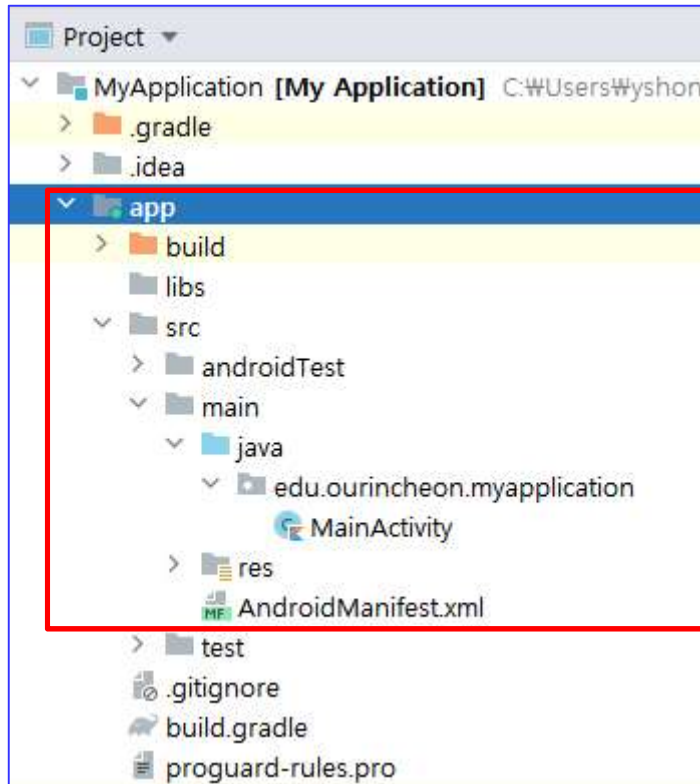 Project
MyApplication [My Application] C:₩Users₩yshon
.gradle
.idea
app
build
libs
src
androidTest
main
java
edu.ourincheon.myapplication
MainActivity
res
AndroidManifest.xml
test
.gitignore
build.gradle
proguard-rules.pro